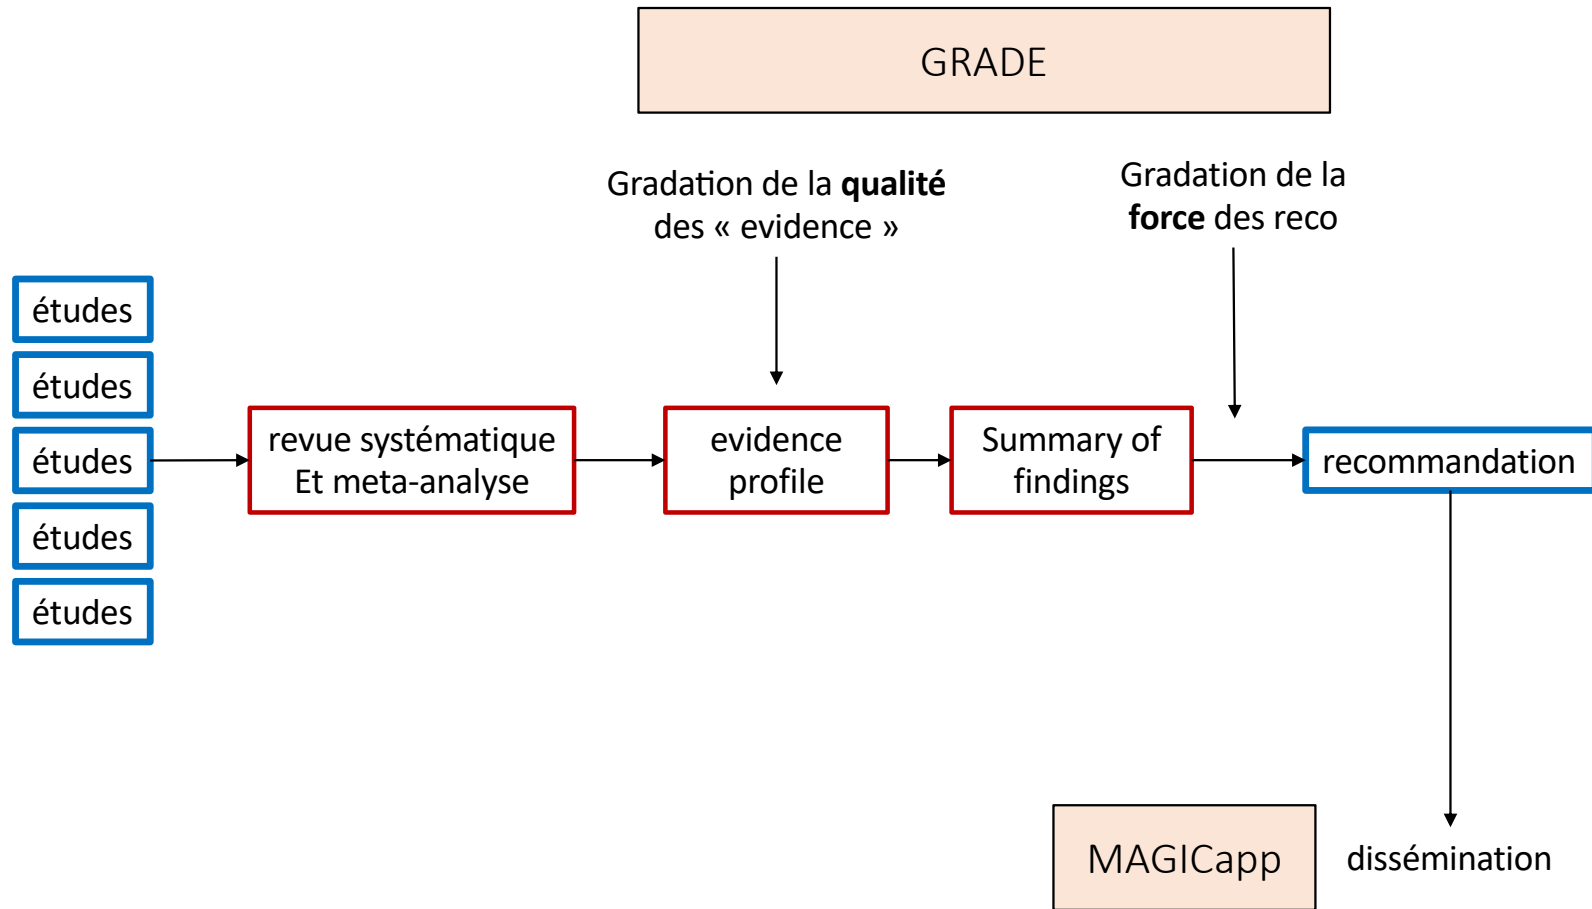 GRADE
Gradation de la qualité
des « evidence »
Gradation de la
force des reco
études
études
études
études
études
revue systématique
Et meta-analyse
evidence
profile
Summary of
findings
recommandation
MAGICapp
dissémination